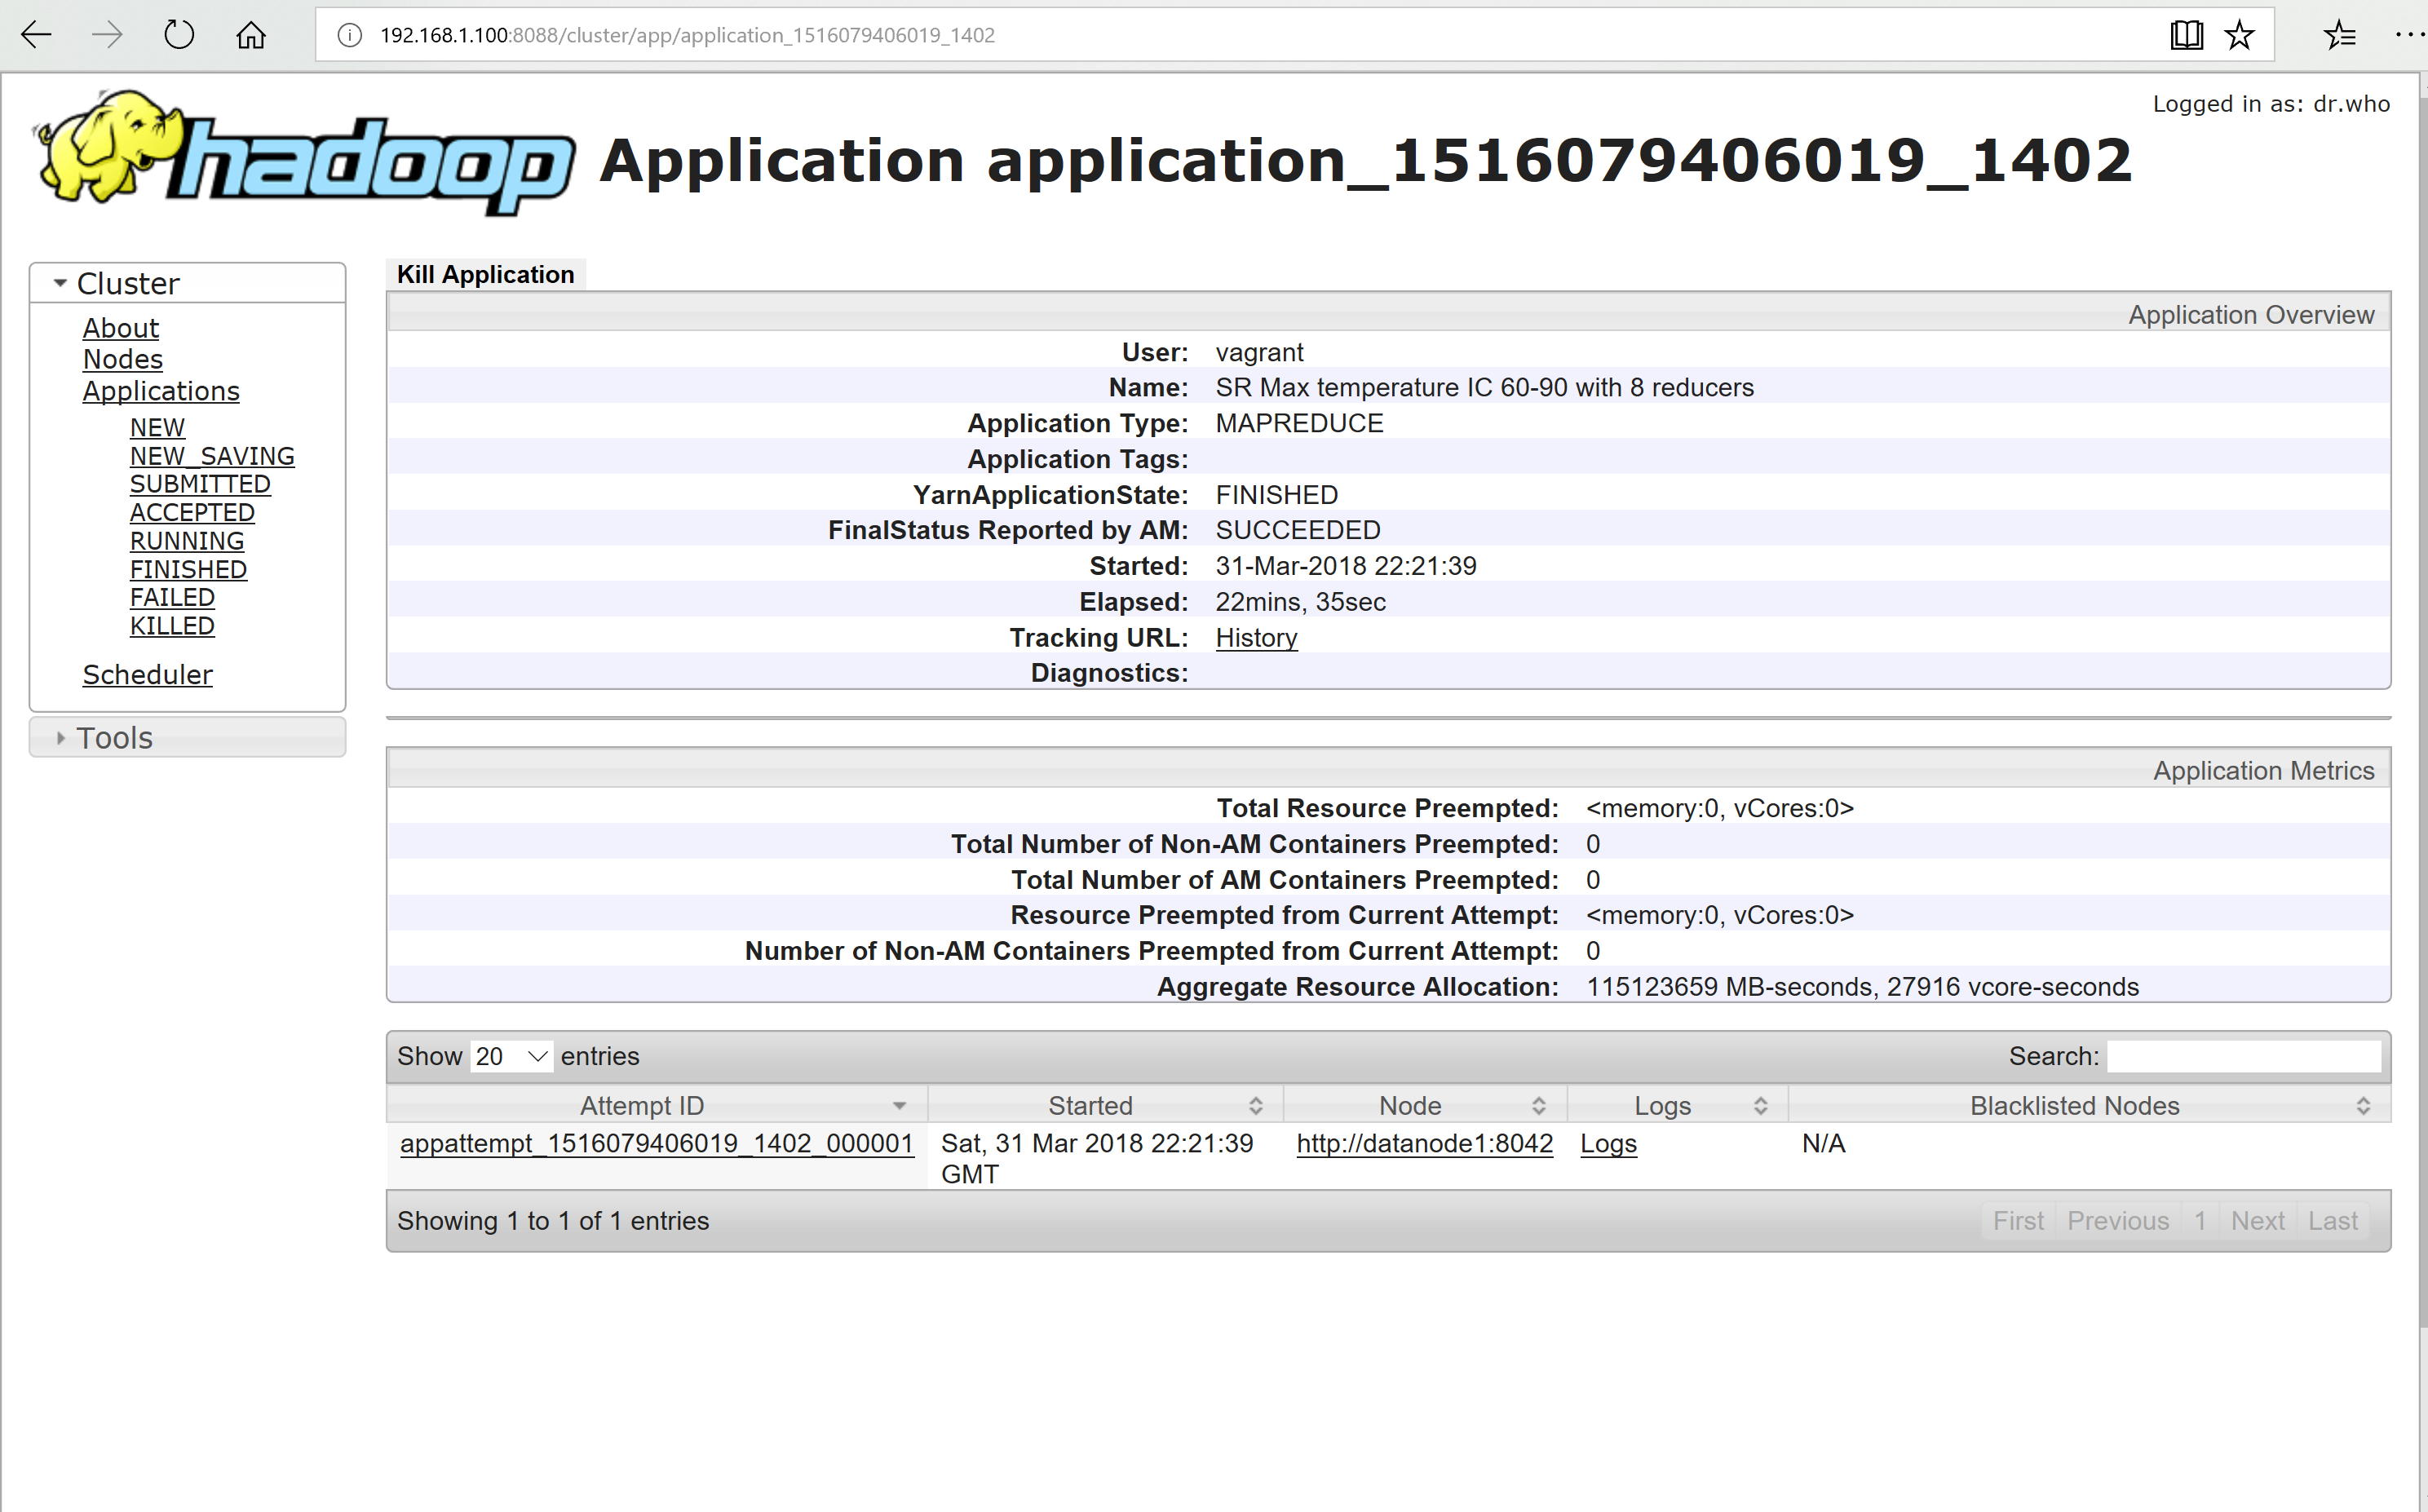 192.168.1.100:8088/cluster/app/application_1516079406019_1402
Logged in as: dr.who
hadoop
Application application_1516079406019_1402
Cluster
About
Nodes
Applications
NEW
NEW_SAVING
SUBMITTED
ACCEPTED
RUNNING
FINISHED
FAILED
KILLED
Scheduler
Tools
Kill Application
Application Overview
User: vagrant
Name: SR Max temperature IC 60-90 with 8 reducers
Application Type: MAPREDUCE
Application Tags:
YarnApplicationState: FINISHED
FinalStatus Reported by AM: SUCCEEDED
Started: 31-Mar-2018 22:21:39
Elapsed: 22mins, 35sec
Tracking URL: History
Diagnostics:
Application Metrics
Total Resource Preempted: <memory:0, vCores:0>
Total Number of Non-AM Containers Preempted: 0
Total Number of AM Containers Preempted: 0
Resource Preempted from Current Attempt: <memory:0, vCores:0>
Number of Non-AM Containers Preempted from Current Attempt: 0
Aggregate Resource Allocation: 115123659 MB-seconds, 27916 vcore-seconds
Show 20 entries Search:
Attempt ID Started Node Logs Blacklisted Nodes
appattempt_1516079406019_1402_000001 Sat, 31 Mar 2018 22:21:39 http://datanode1:8042 Logs N/A
GMT
Showing 1 to 1 of 1 entries First Previous 1 Next Last